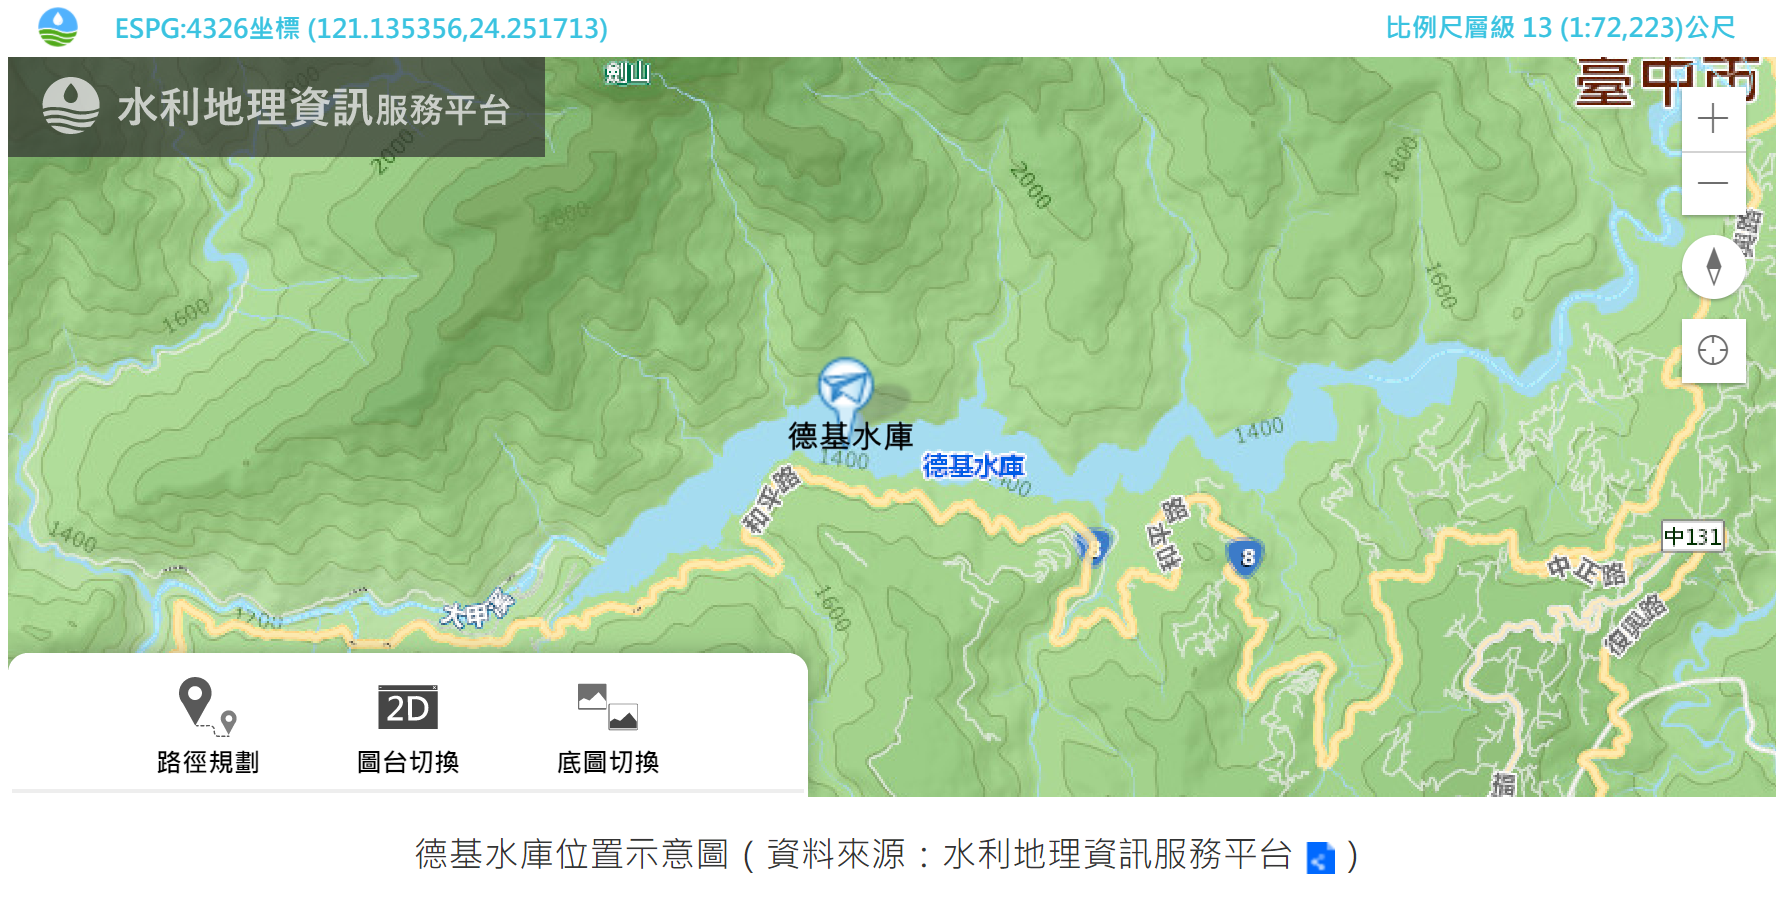 ESPG:4326坐標 (121.135356,24.251713)
比例尺層級 13 (1:72,223)公尺
水利地理資訊服務平台
劍山
臺中市
2000
2000
1800
1600
1600
德基水庫
1400
德基水庫
1400
和平路
和平路
8
8
中131
中正路
復興路
大甲溪
1400
1700
1600
福
路徑規劃
2D
圖台切換
底圖切換
德基水庫位置示意圖（資料來源：水利地理資訊服務平台）